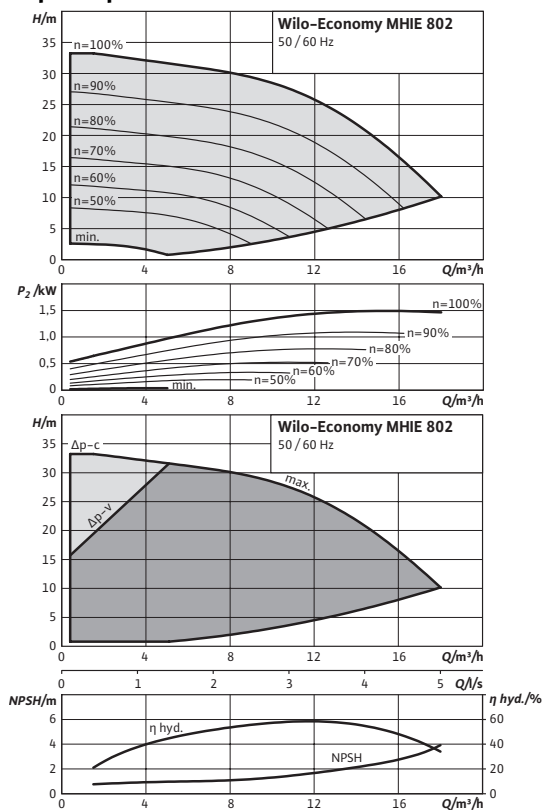 H/m
Wilo-Economy MHIE 802
50 / 60 Hz
35
n=100%
30
n=90%
25
n=80%
20
n=70%
15
n=60%
10
n=50%
5
min.
0
0 4 8 12 16 Q/m³/h
P₂ /kW
n=100%
1,5
n=90%
1,0
n=80%
n=70%
0,5
n=60%
n=50%
min.
0
0 4 8 12 16 Q/m³/h
H/m
Wilo-Economy MHIE 802
50 / 60 Hz
35
Δp-c
30
max.
25
Δp-v
20
15
10
5
0
0 4 8 12 16 Q/m³/h
0 1 2 3 4 5 Q/l/s
NPSH/m
η hyd./%
6 60
η hyd.
4 40
NPSH
2 20
0 0
0 4 8 12 16 Q/m³/h